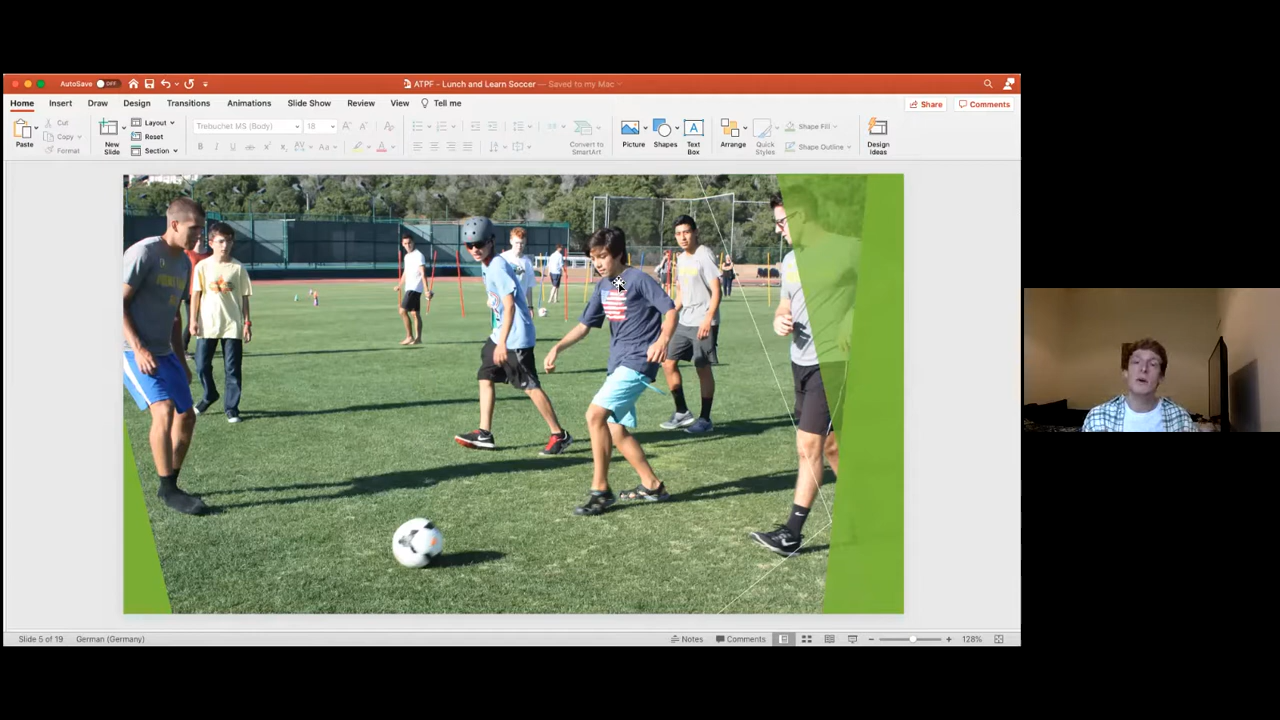 AutoSave OFF
ATPF - Lunch and Learn Soccer — Saved to my Mac
Home Insert Draw Design Transitions Animations Slide Show Review View Tell me
Share Comments
Paste
Cut
Copy
Format
New Slide
Layout
Reset
Section
Trebuchet MS (Body) 18
Convert to SmartArt
Picture
Shapes
Text Box
Arrange
Quick Styles
Shape Fill
Shape Outline
Design Ideas
Slide 5 of 19 German (Germany)
Notes Comments 128%